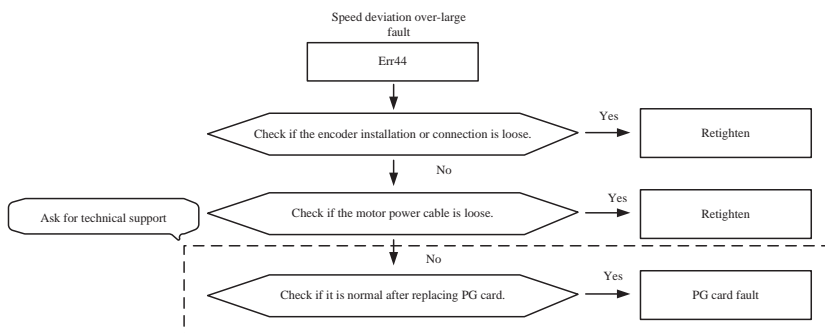 Speed deviation over-large
fault
Err44
Check if the encoder installation or connection is loose.
Yes
Retighten
No
Ask for technical support
Check if the motor power cable is loose.
Yes
Retighten
No
Check if it is normal after replacing PG card.
Yes
PG card fault